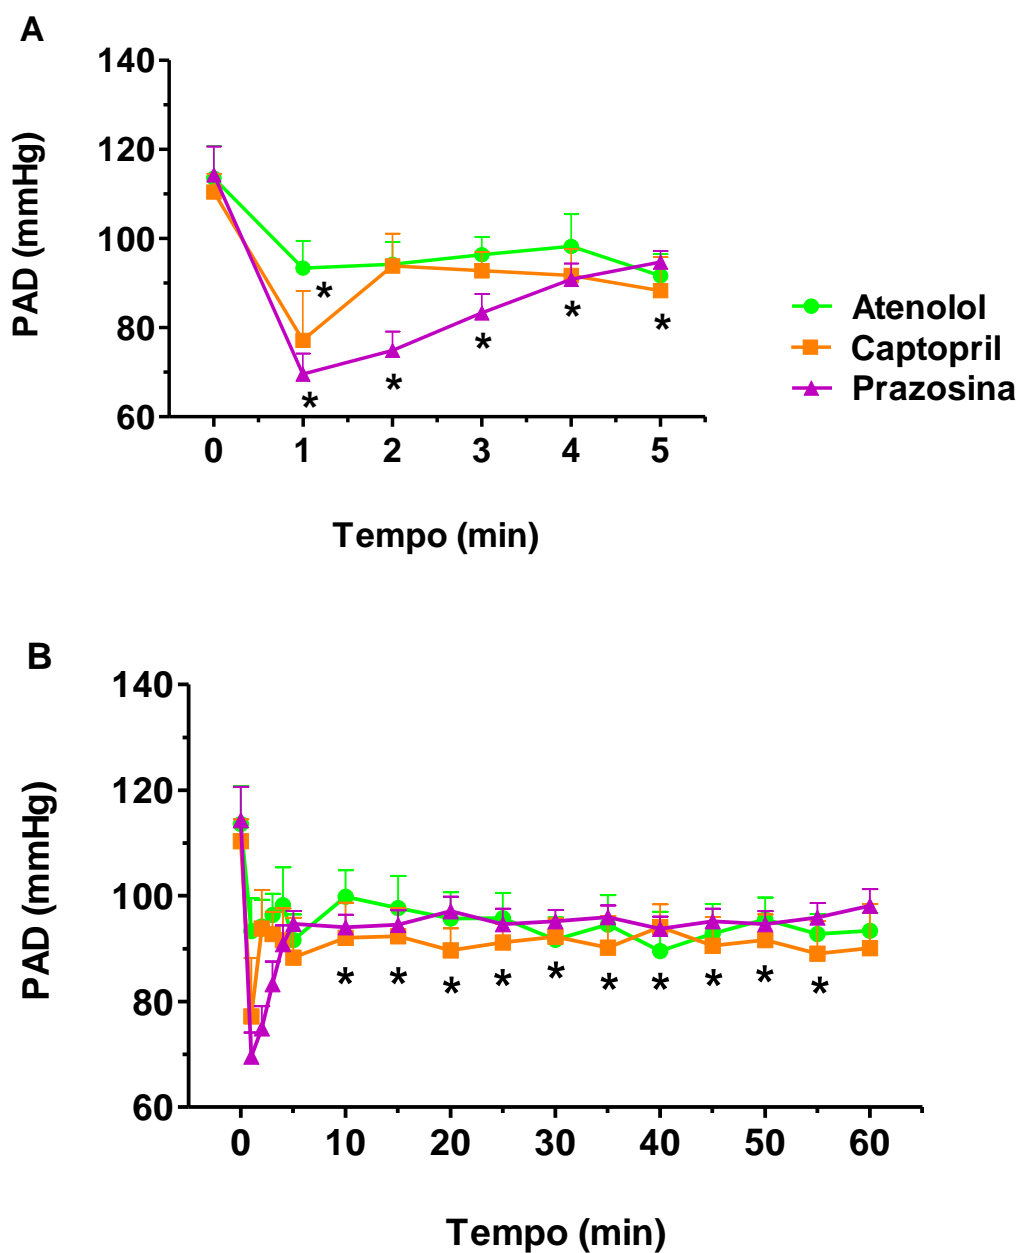 A
PAD (mmHg)
140
120
100
80
60
* * * * * *
0 1 2 3 4 5
Tempo (min)
Atenolol
Captopril
Prazosina
B
PAD (mmHg)
140
120
100
80
60
* * * * * * * * * *
0 10 20 30 40 50 60
Tempo (min)